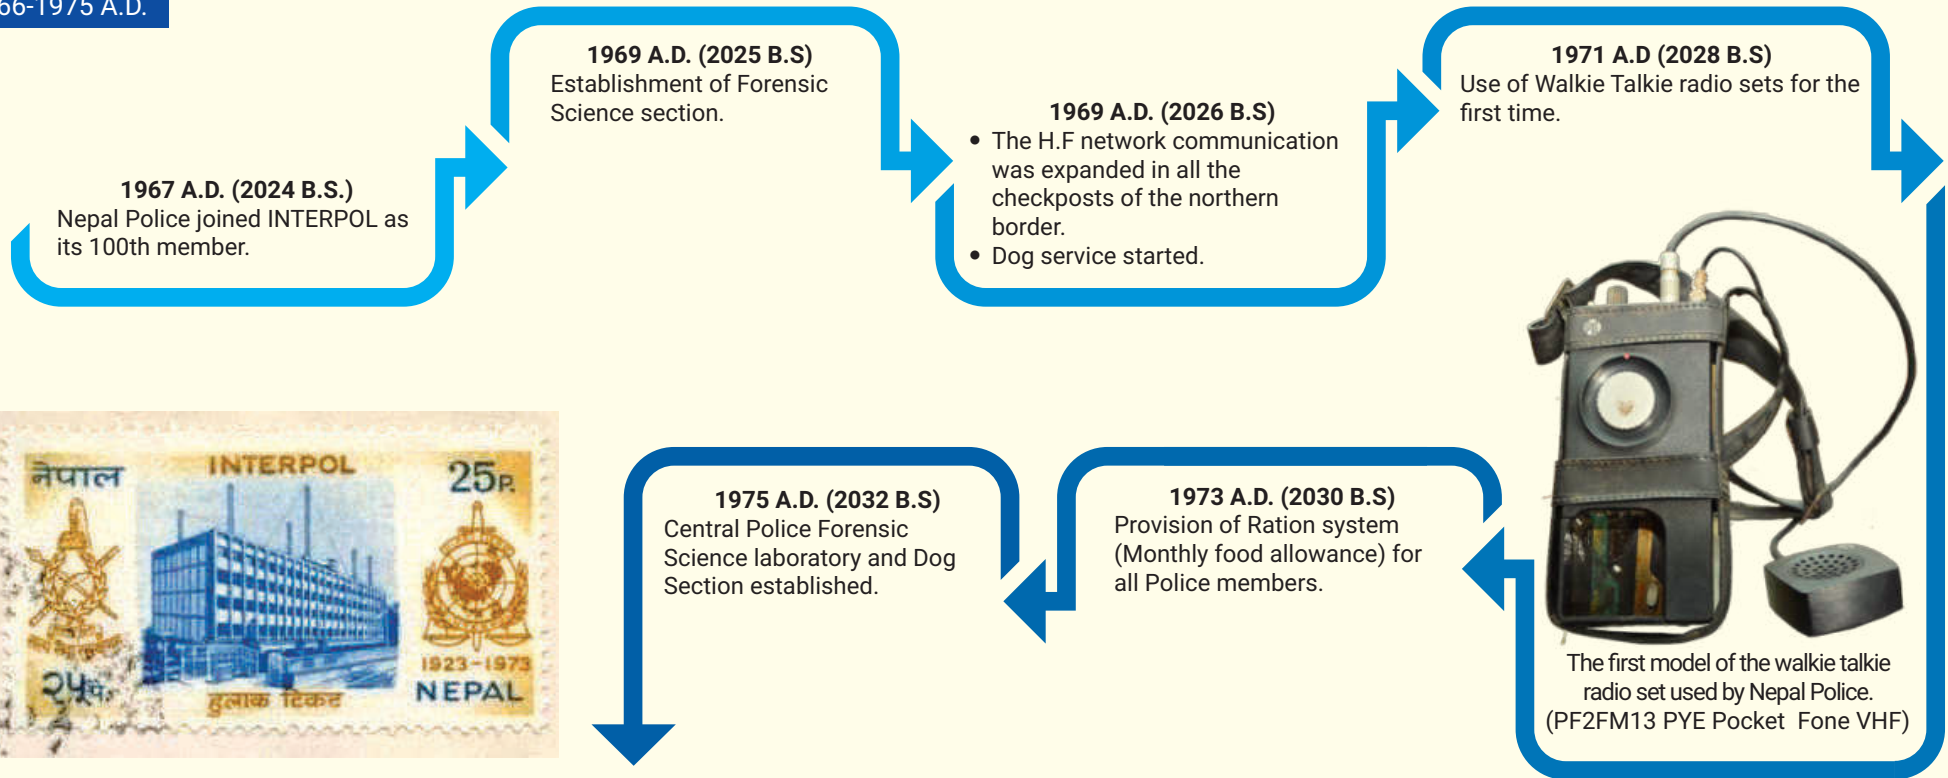 66-1975 A.D.
1967 A.D. (2024 B.S.)
Nepal Police joined INTERPOL as
its 100th member.
1969 A.D. (2025 B.S)
Establishment of Forensic
Science section.
1969 A.D. (2026 B.S)
• The H.F network communication
was expanded in all the
checkposts of the northern
border.
• Dog service started.
1971 A.D (2028 B.S)
Use of Walkie Talkie radio sets for the
first time.
The first model of the walkie talkie
radio set used by Nepal Police.
(PF2FM13 PYE Pocket Fone VHF)
1973 A.D. (2030 B.S)
Provision of Ration system
(Monthly food allowance) for
all Police members.
1975 A.D. (2032 B.S)
Central Police Forensic
Science laboratory and Dog
Section established.
नेपाल
INTERPOL
25P.
1923-1973
NEPAL
२५पै.
हुलाक टिकट